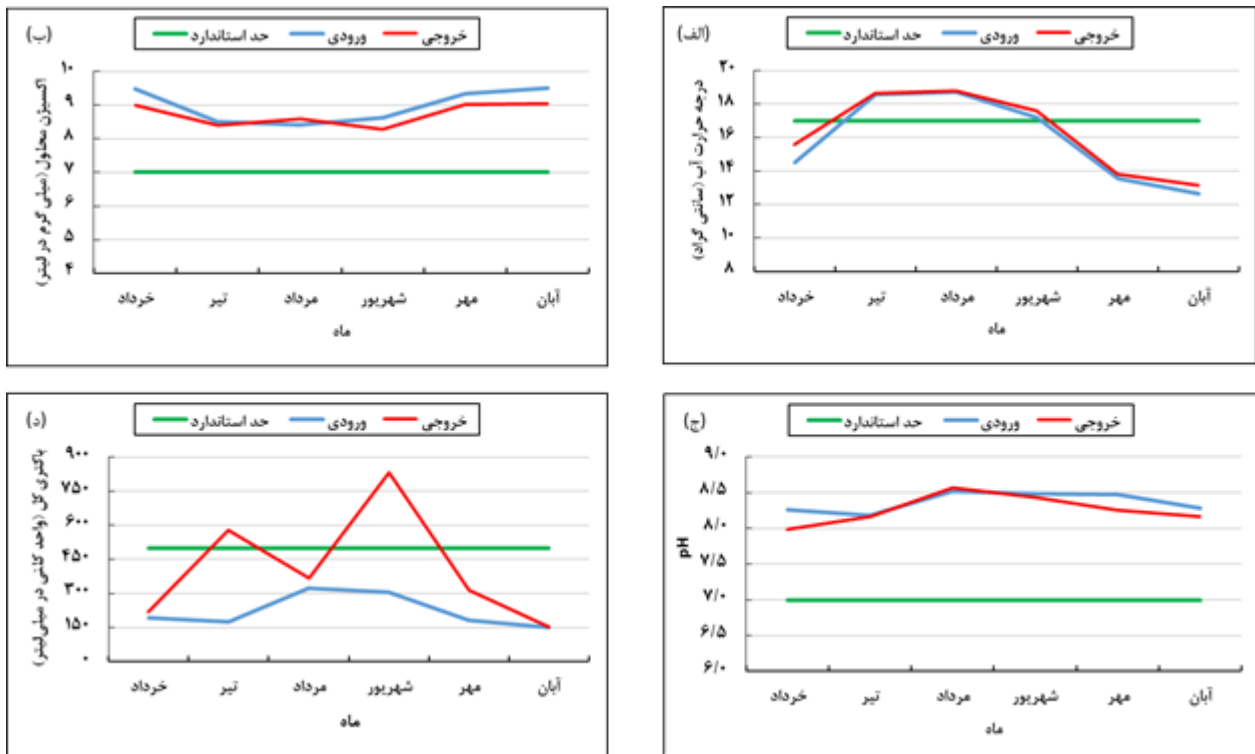 (الف)
حد استاندارد ورودی خروجی
درجه حرارت آب (سانتی گراد)
۲۰
۱۸
۱۶
۱۴
۱۲
۱۰
۸
خرداد تیر مرداد شهریور مهر آبان
ماه
(ب)
حد استاندارد ورودی خروجی
اکسیژن محلول (میلی گرم در لیتر)
۱۰
۹
۸
۷
۶
۵
۴
خرداد تیر مرداد شهریور مهر آبان
ماه
(ج)
حد استاندارد ورودی خروجی
pH
۹/۰
۸/۵
۸/۰
۷/۵
۷/۰
۶/۵
۶/۰
خرداد تیر مرداد شهریور مهر آبان
ماه
(د)
حد استاندارد ورودی خروجی
باکتری کل (واحد کلنی در میلی‌لیتر)
۹۰۰
۷۵۰
۶۰۰
۴۵۰
۳۰۰
۱۵۰
۰
خرداد تیر مرداد شهریور مهر آبان
ماه